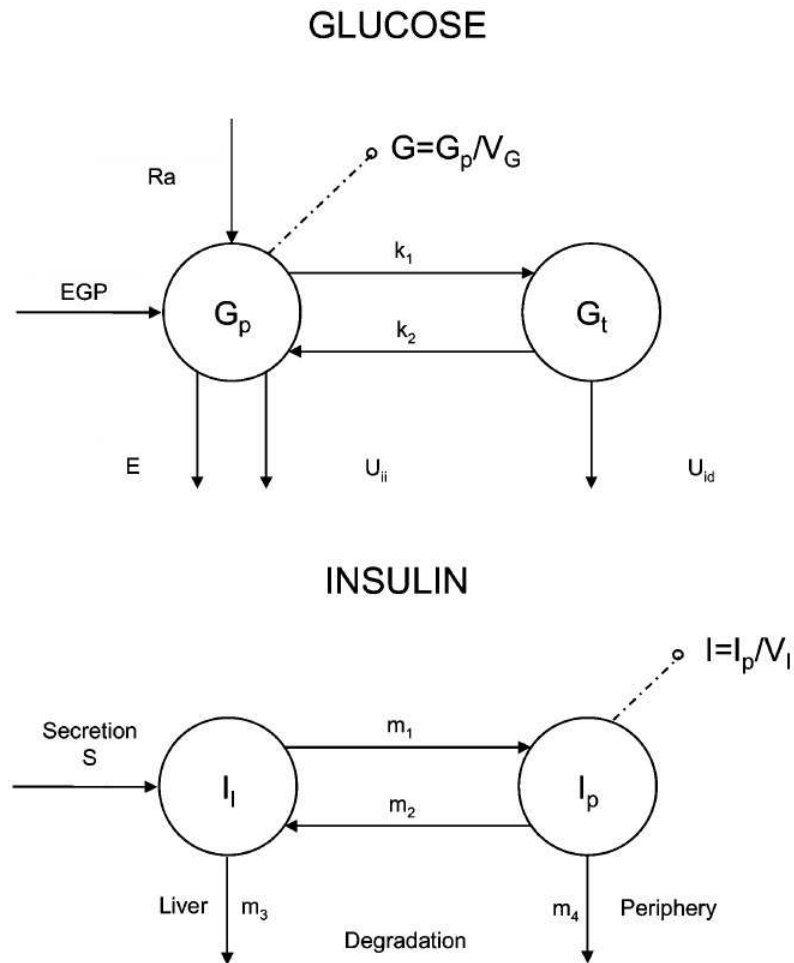 GLUCOSE
Ra
G=Gp/VG
EGP
k1
Gp
Gt
k2
E
Uii
Uid
INSULIN
I=Ip/VI
Secretion
S
m1
Il
Ip
m2
Liver
m3
m4
Periphery
Degradation